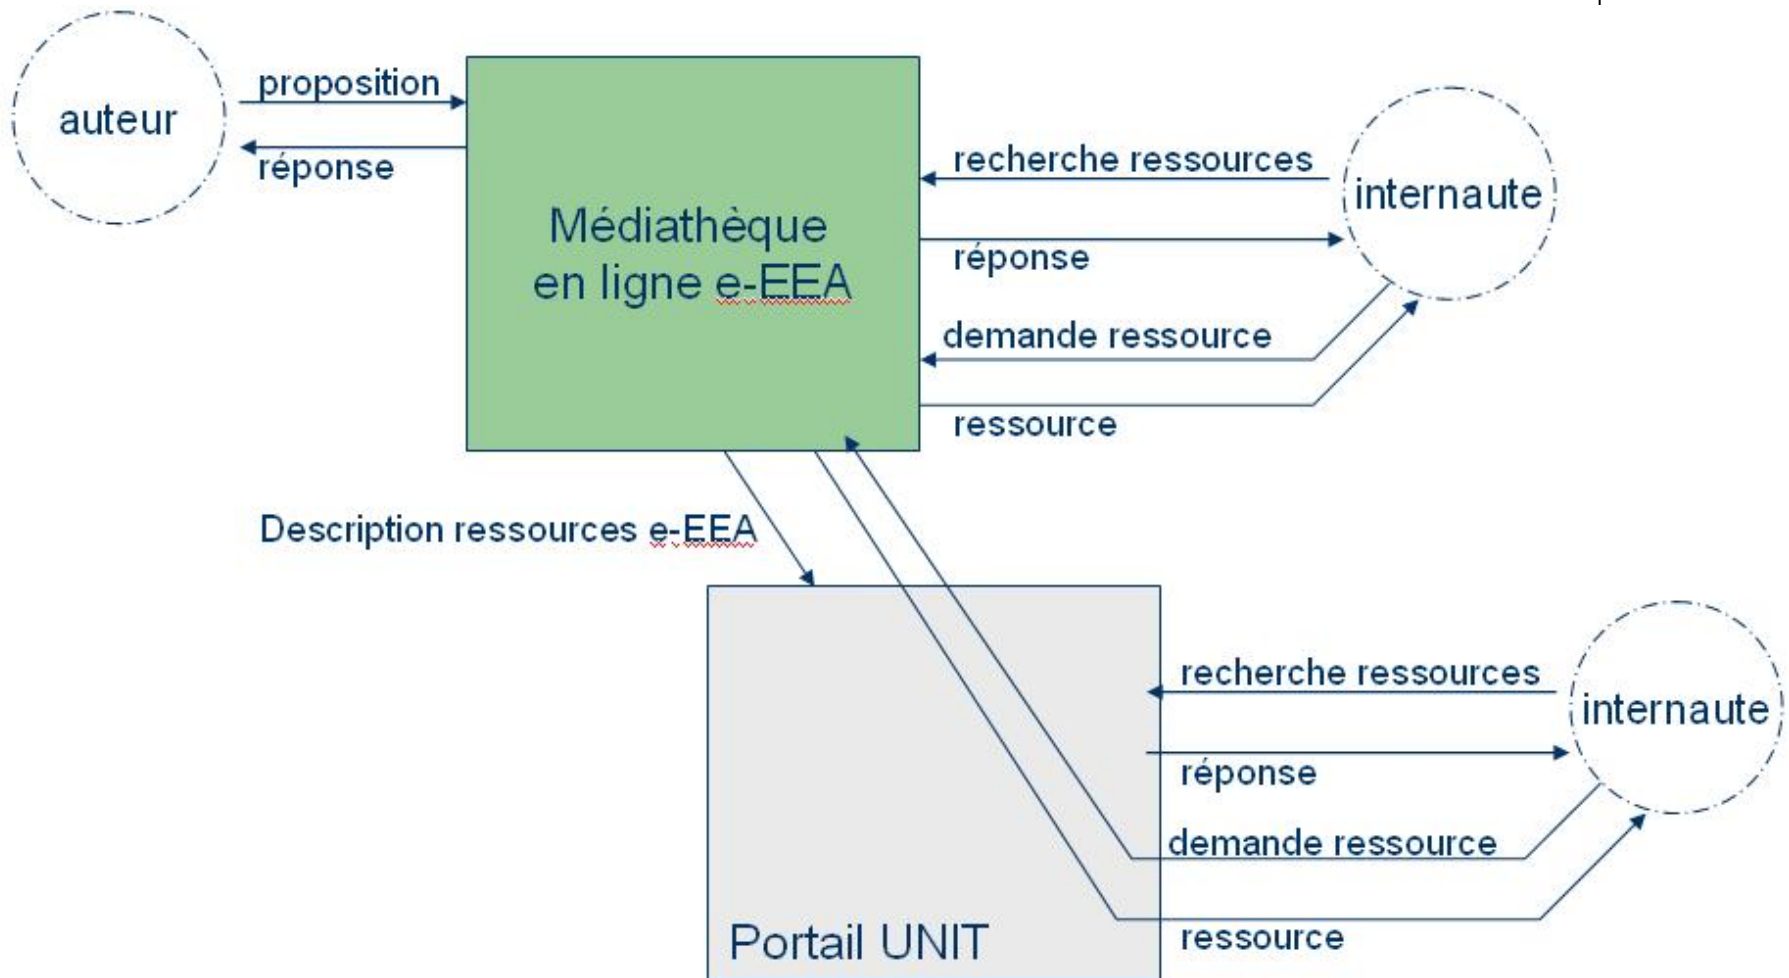 auteur
proposition
réponse
Médiathèque
en ligne e-EEA
recherche ressources
réponse
demande ressource
ressource
internaute
Description ressources e-EEA
Portail UNIT
recherche ressources
réponse
demande ressource
ressource
internaute